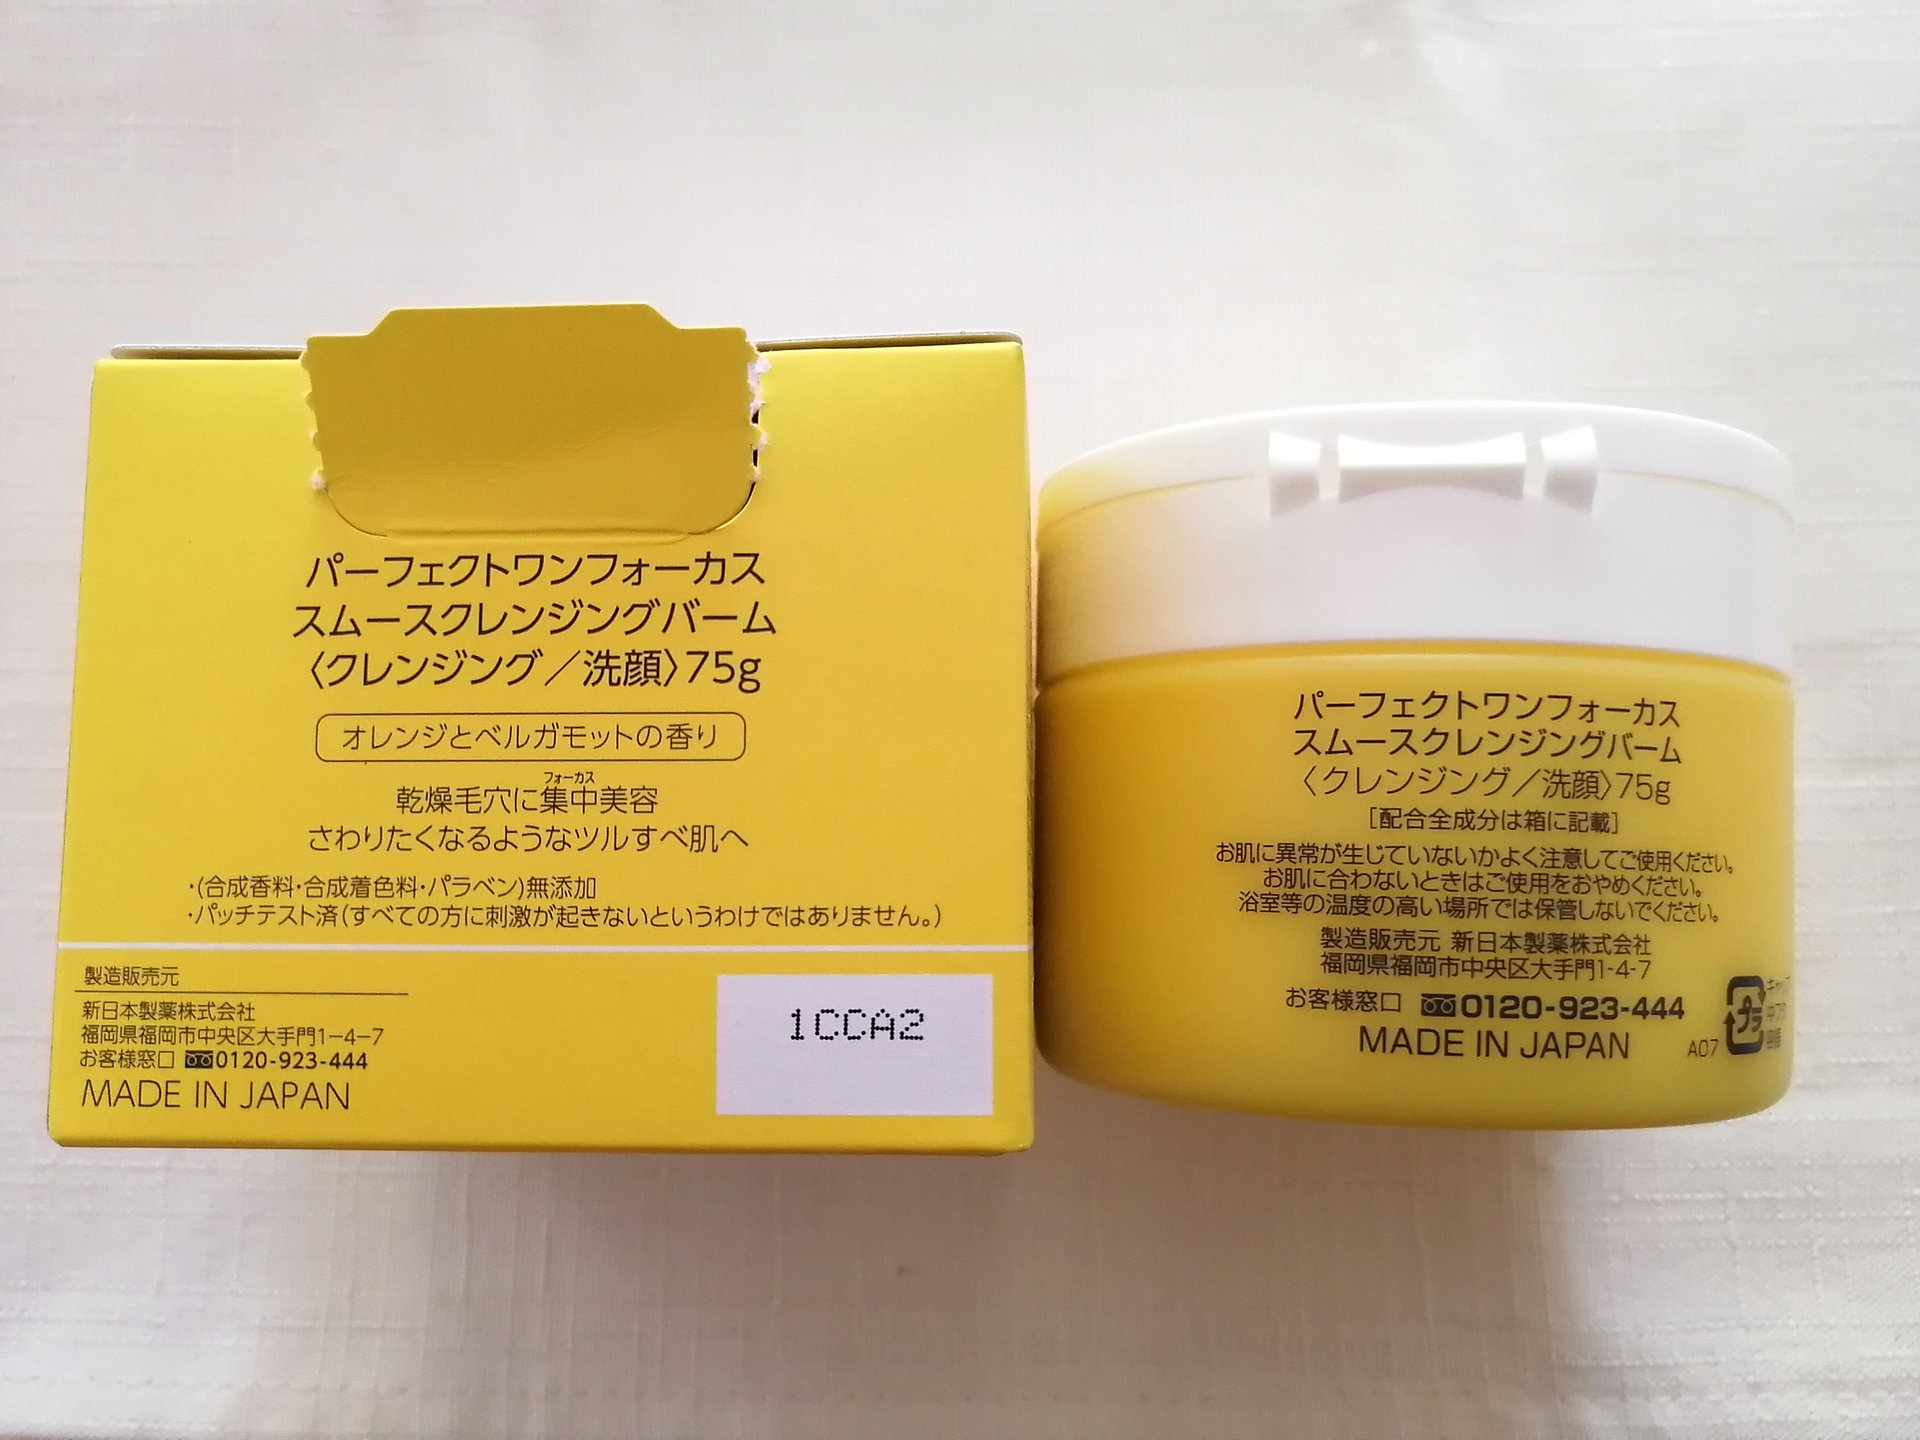 パーフェクトワンフォーカス
スムースクレンジングバーム
〈クレンジング／洗顔〉75g
オレンジとベルガモットの香り
フォーカス
乾燥毛穴に集中美容
さわりたくなるようなツルすべ肌へ
・(合成香料・合成着色料・パラベン)無添加
・パッチテスト済(すべての方に刺激が起きないというわけではありません。)
製造販売元
新日本製薬株式会社
福岡県福岡市中央区大手門1-4-7
お客様窓口 0120-923-444
MADE IN JAPAN
1CCA2
パーフェクトワンフォーカス
スムースクレンジングバーム
〈クレンジング／洗顔〉75g
[配合全成分は箱に記載]
お肌に異常が生じていないかよく注意してご使用ください。
お肌に合わないときはご使用をおやめください。
浴室等の温度の高い場所では保管しないでください。
製造販売元 新日本製薬株式会社
福岡県福岡市中央区大手門1-4-7
お客様窓口 0120-923-444
MADE IN JAPAN
A07
プラ